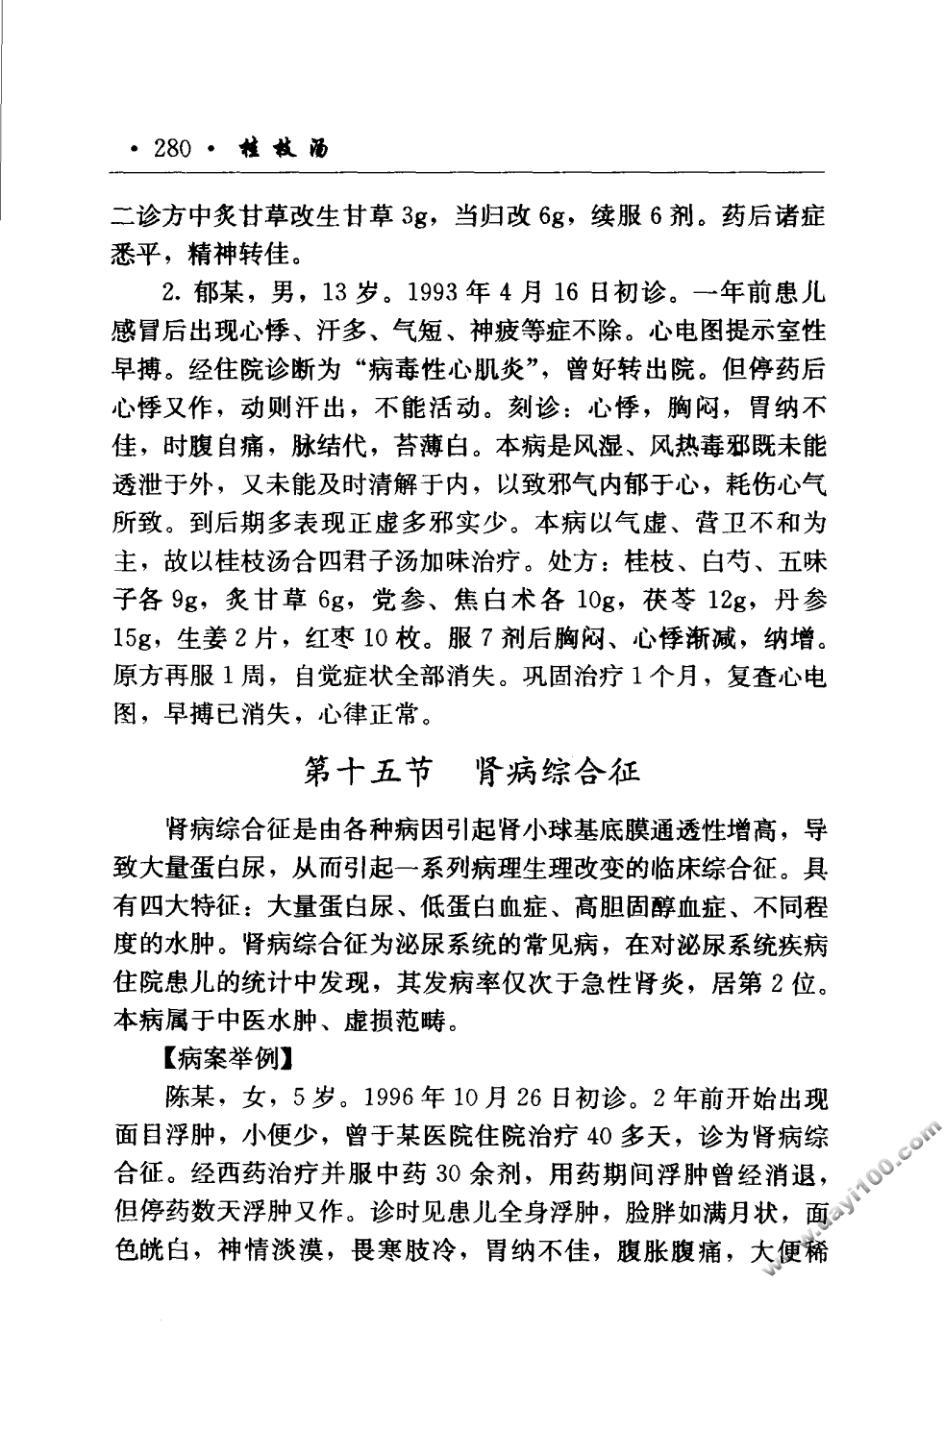 · 280 · 桂枝汤
二诊方中炙甘草改生甘草 3g，当归改 6g，续服 6 剂。药后诸症
悉平，精神转佳。
2. 郁某，男，13 岁。1993 年 4 月 16 日初诊。一年前患儿
感冒后出现心悸、汗多、气短、神疲等症不除。心电图提示室性
早搏。经住院诊断为“病毒性心肌炎”，曾好转出院。但停药后
心悸又作，动则汗出，不能活动。刻诊：心悸，胸闷，胃纳不
佳，时腹自痛，脉结代，苔薄白。本病是风湿、风热毒邪既未能
透泄于外，又未能及时清解于内，以致邪气内郁于心，耗伤心气
所致。到后期多表现正虚多邪实少。本病以气虚、营卫不和为
主，故以桂枝汤合四君子汤加味治疗。处方：桂枝、白芍、五味
子各 9g，炙甘草 6g，党参、焦白术各 10g，茯苓 12g，丹参
15g，生姜 2 片，红枣 10 枚。服 7 剂后胸闷、心悸渐减，纳增。
原方再服 1 周，自觉症状全部消失。巩固治疗 1 个月，复查心电
图，早搏已消失，心律正常。
第十五节 肾病综合征
肾病综合征是由各种病因引起肾小球基底膜通透性增高，导
致大量蛋白尿，从而引起一系列病理生理改变的临床综合征。具
有四大特征：大量蛋白尿、低蛋白血症、高胆固醇血症、不同程
度的水肿。肾病综合征为泌尿系统的常见病，在对泌尿系统疾病
住院患儿的统计中发现，其发病率仅次于急性肾炎，居第 2 位。
本病属于中医水肿、虚损范畴。
【病案举例】
陈某，女，5 岁。1996 年 10 月 26 日初诊。2 年前开始出现
面目浮肿，小便少，曾于某医院住院治疗 40 多天，诊为肾病综
合征。经西药治疗并服中药 30 余剂，用药期间浮肿曾经消退，
但停药数天浮肿又作。诊时见患儿全身浮肿，脸胖如满月状，面
色㿠白，神情淡漠，畏寒肢冷，胃纳不佳，腹胀腹痛，大便稀
www.dayi100.com